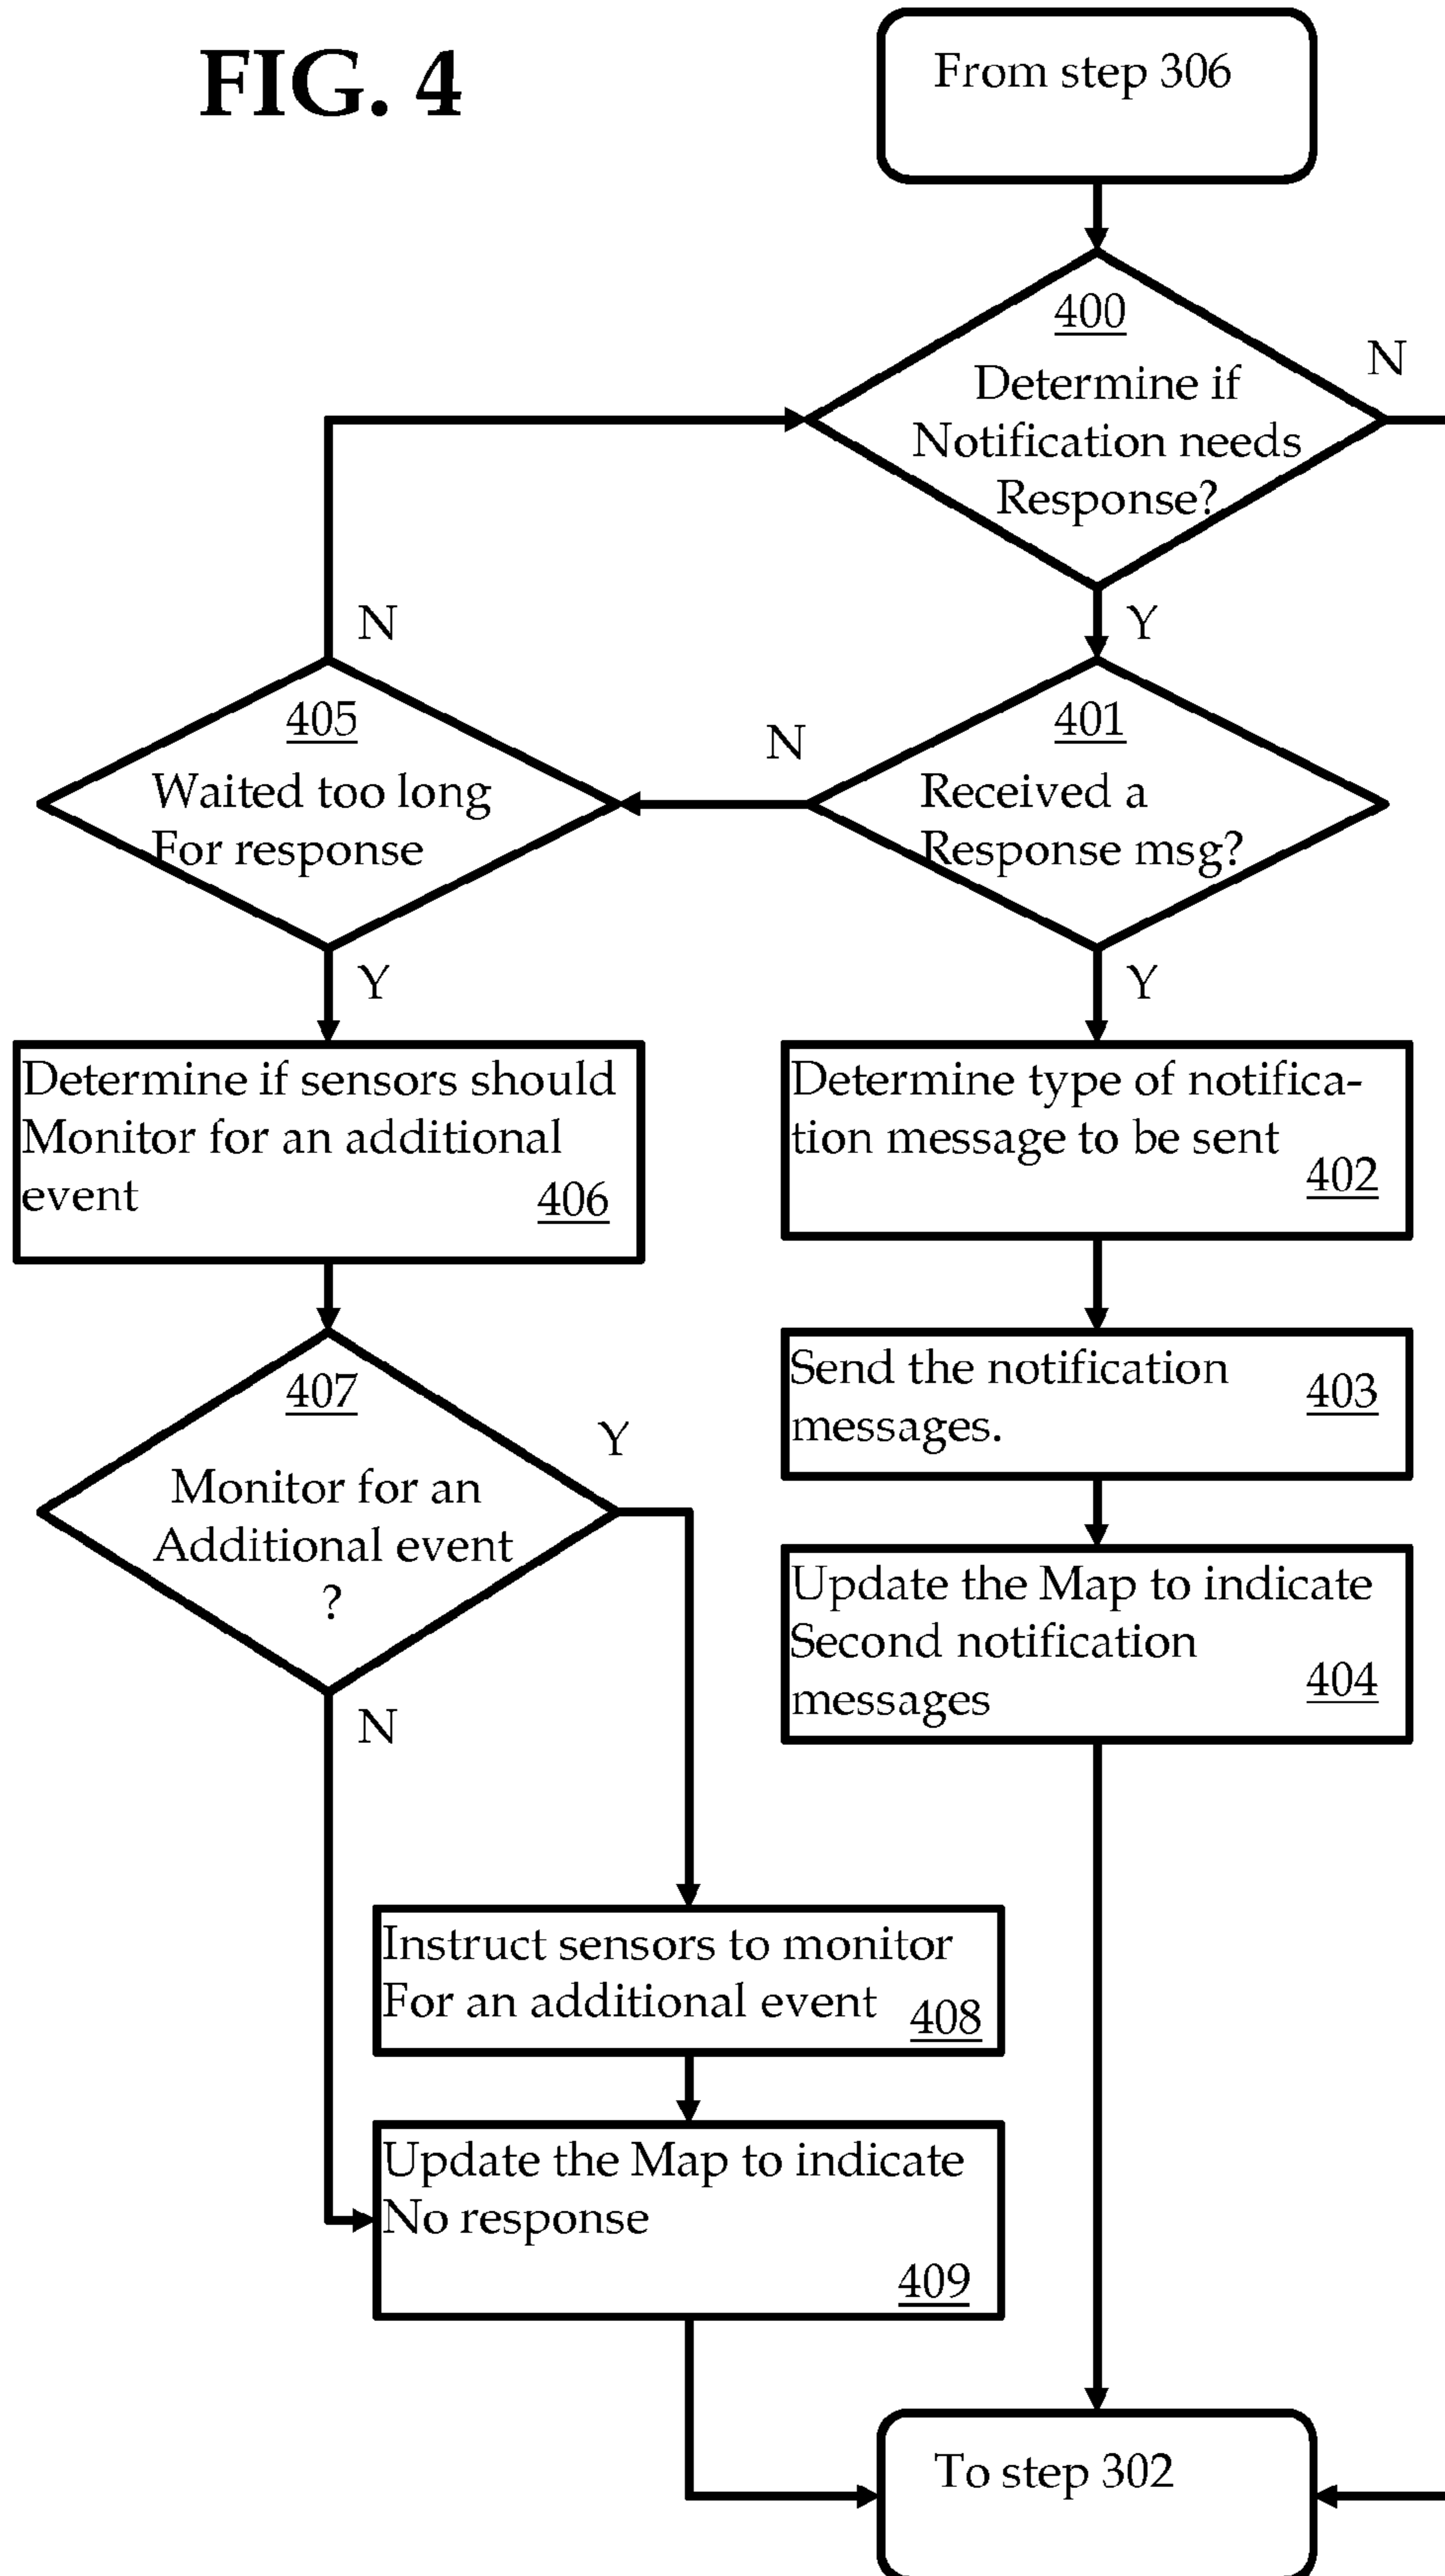 FIG. 4
From step 306
400
Determine if
Notification needs
Response?
N
Y
N
405
Waited too long
For response
N
401
Received a
Response msg?
Y
Y
Determine if sensors should
Monitor for an additional
event
406
Determine type of notifica-
tion message to be sent
402
407
Monitor for an
Additional event
?
Y
N
Send the notification
messages.
403
Update the Map to indicate
Second notification
messages
404
Instruct sensors to monitor
For an additional event
408
Update the Map to indicate
No response
409
To step 302